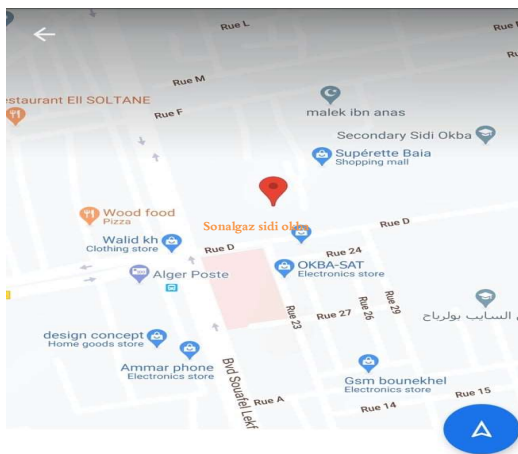 Rue L
Rue M
estaurant Ell SOLTANE
Rue F
malek ibn anas
Secondary Sidi Okba
Supérette Baia
Shopping mall
Wood food
Pizza
Sonalgaz sidi okba
Rue D
Walid kh
Clothing store
Rue D
Rue 24
OKBA-SAT
Electronics store
Alger Poste
Rue 23
Rue 27
Rue 26
Rue 29
السايب بولرباح
design concept
Home goods store
Ammar phone
Electronics store
Bvd Souafel Lekh
Gsm bounekhel
Electronics store
Rue A
Rue 14
Rue 15